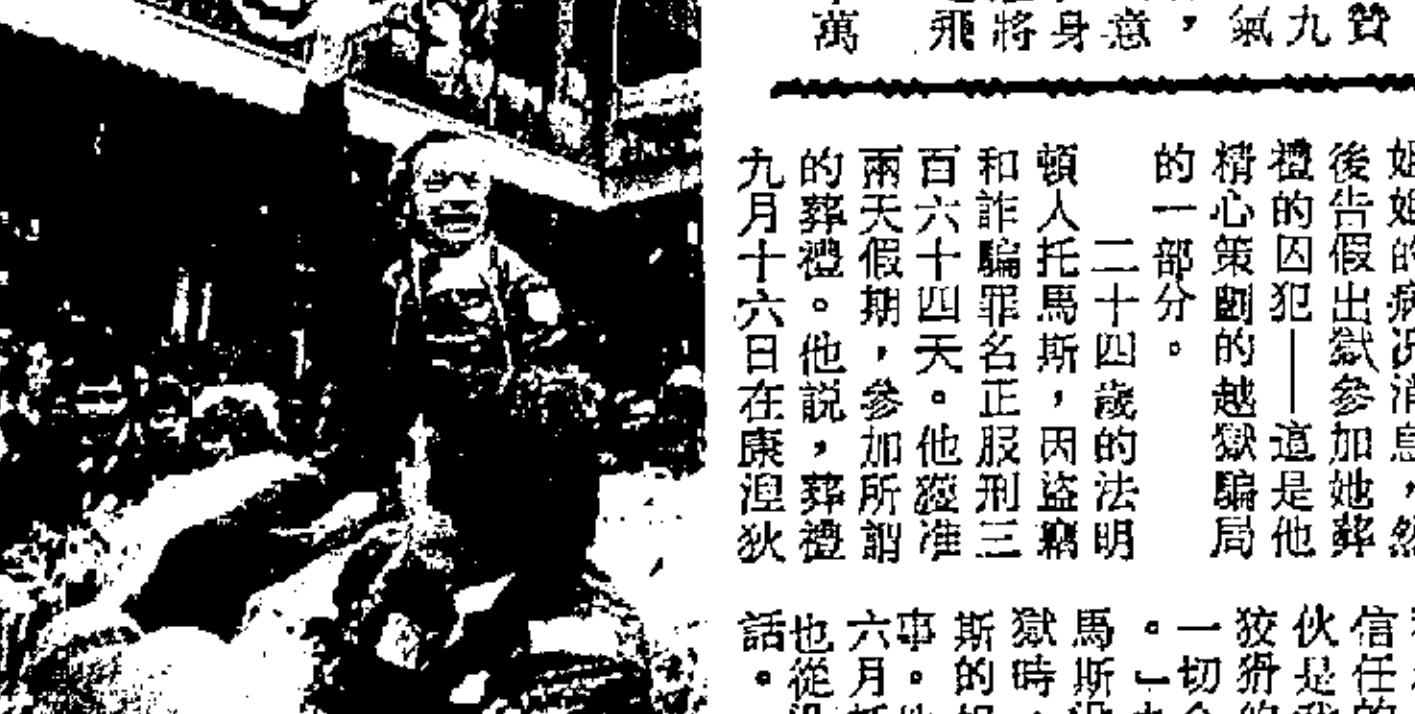 贊
九
氣
，
意
身
將
飛
萬
姐姐的病況消息，然
後告假出獄參加她葬
禮的囚犯——這是他
精心策劃的越獄騙局
的一部分。
二十四歲的法明
頓人托馬斯，因盜竊
和詐騙罪名正服刑三
百六十四天。他獲准
兩天假期，參加所謂
的葬禮。他説，葬禮
九月十六日在康涅狄
信任
伙是
狡猾
一切
。」
馬斯
獄時
斯的
事。
六月
也從
話。